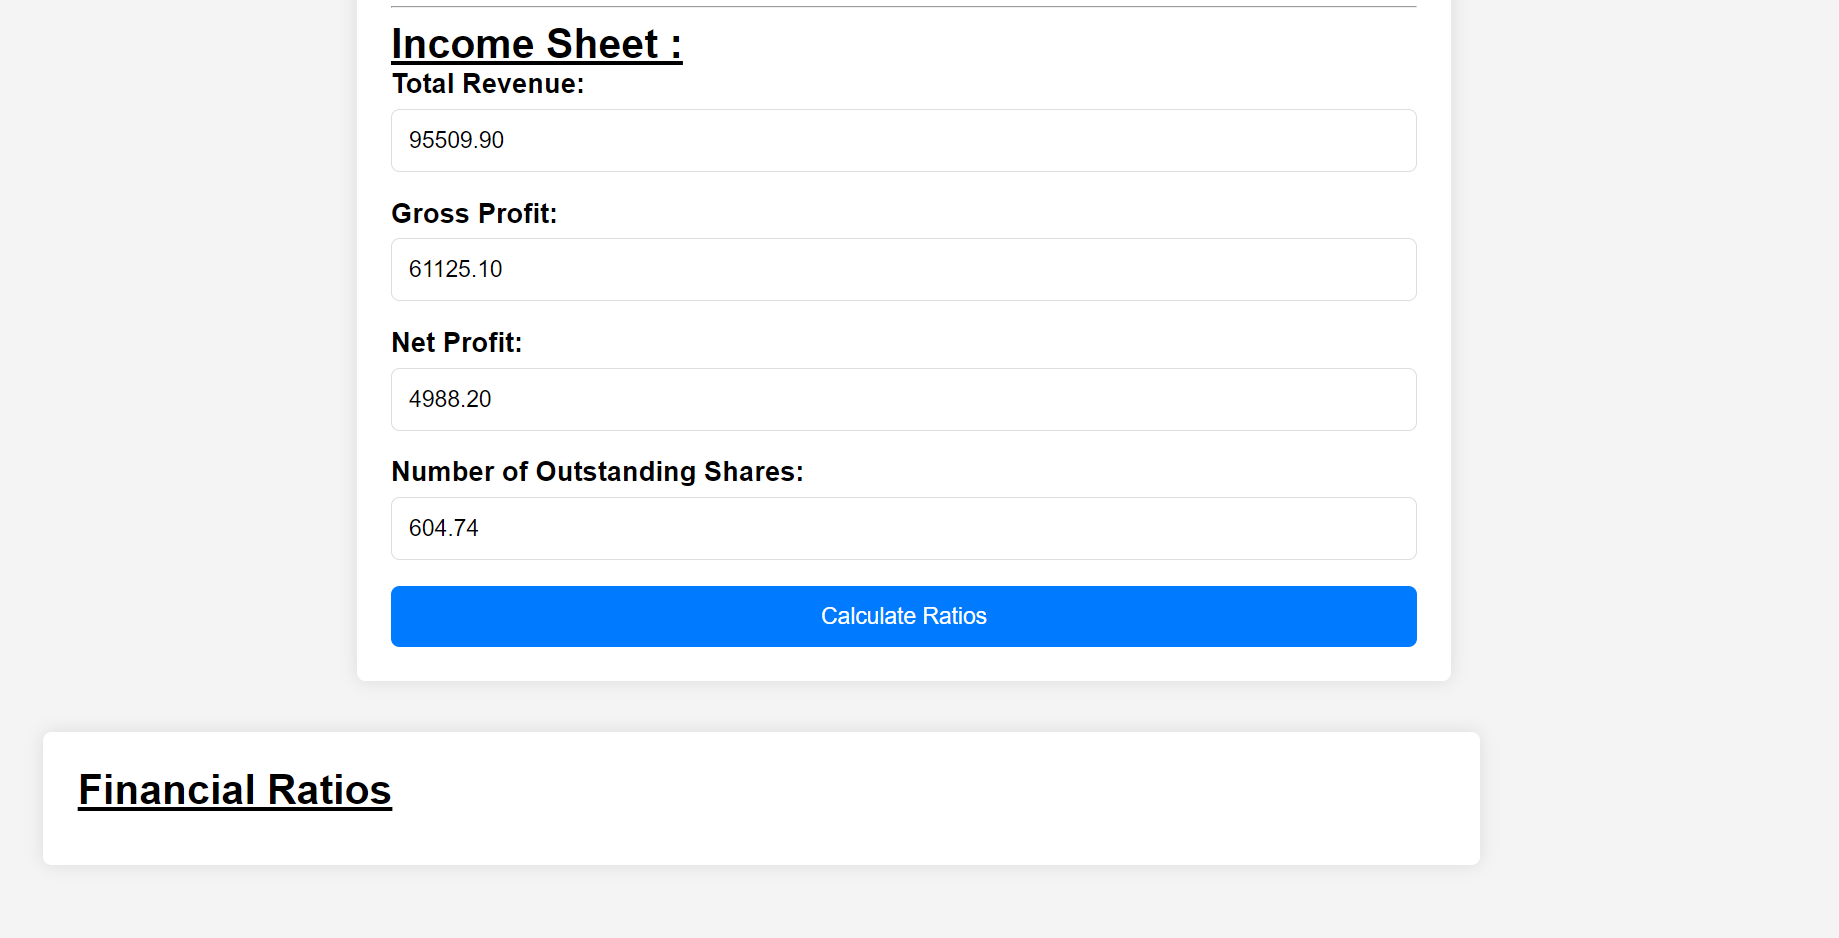 Income Sheet :
Total Revenue:
95509.90
Gross Profit:
61125.10
Net Profit:
4988.20
Number of Outstanding Shares:
604.74
Calculate Ratios
Financial Ratios